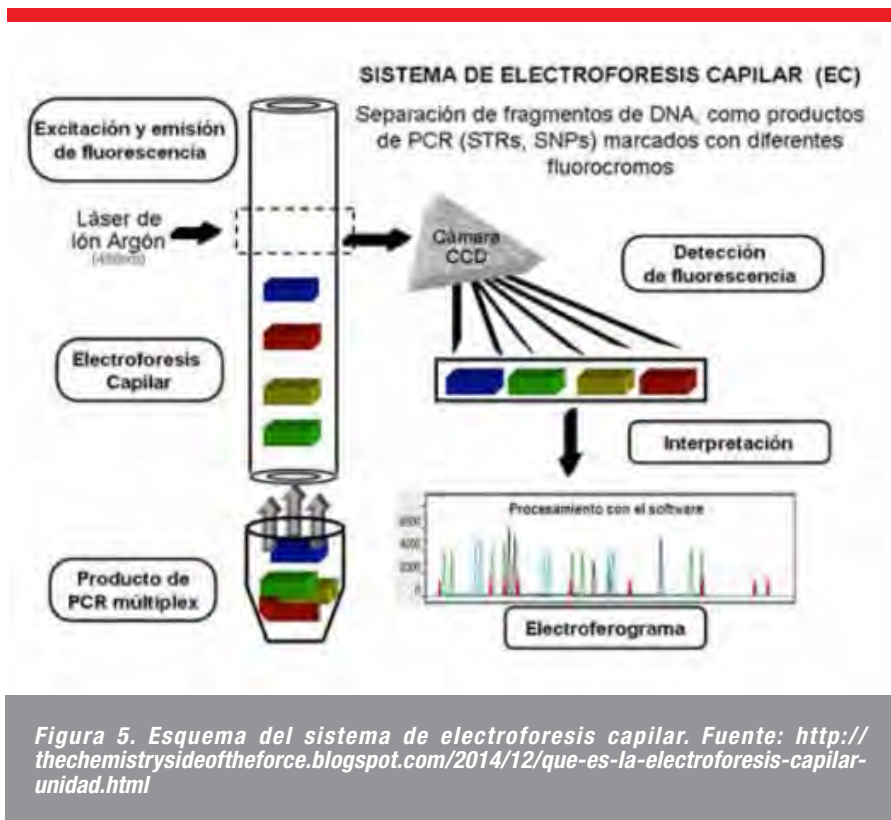 SISTEMA DE ELECTROFORESIS CAPILAR (EC)
Separación de fragmentos de DNA, como productos
de PCR (STRs, SNPs) marcados con diferentes
fluorocromos
Excitación y emisión
de fluorescencia
Láser de
Ión Argón
Cámara
CCD
Detección
de fluorescencia
Electroforesis
Capilar
Interpretación
Procesamiento con el software
4000
2000
0
Producto de
PCR múltiplex
Electroferograma
Figura 5. Esquema del sistema de electroforesis capilar. Fuente: http://
thechemistrysideoftheforce.blogspot.com/2014/12/que-es-la-electroforesis-capilar-
unidad.html